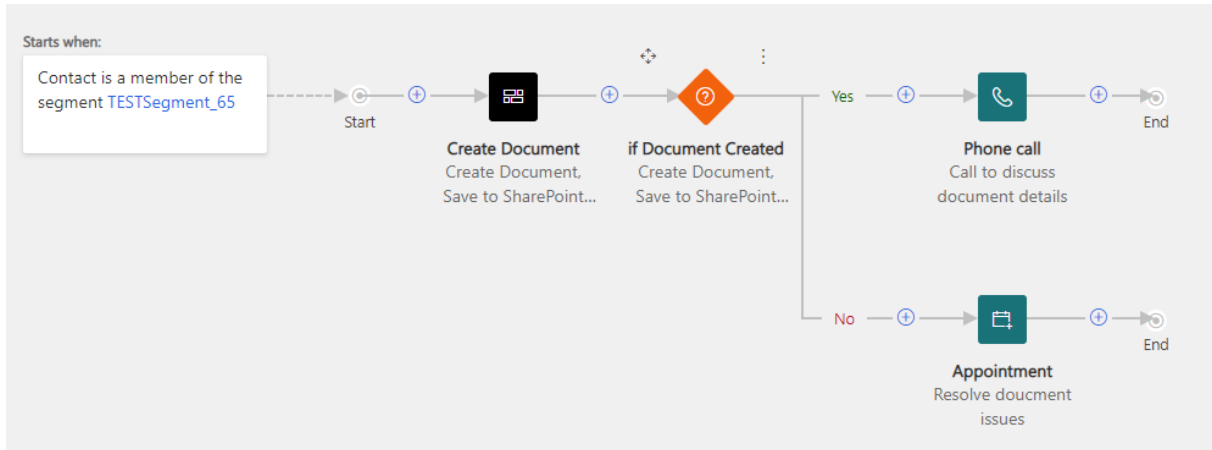 Starts when:
Contact is a member of the
segment TESTSegment_65
Start
Create Document
Create Document,
Save to SharePoint...
if Document Created
Create Document,
Save to SharePoint...
Yes
Phone call
Call to discuss
document details
End
No
Appointment
Resolve doucment
issues
End